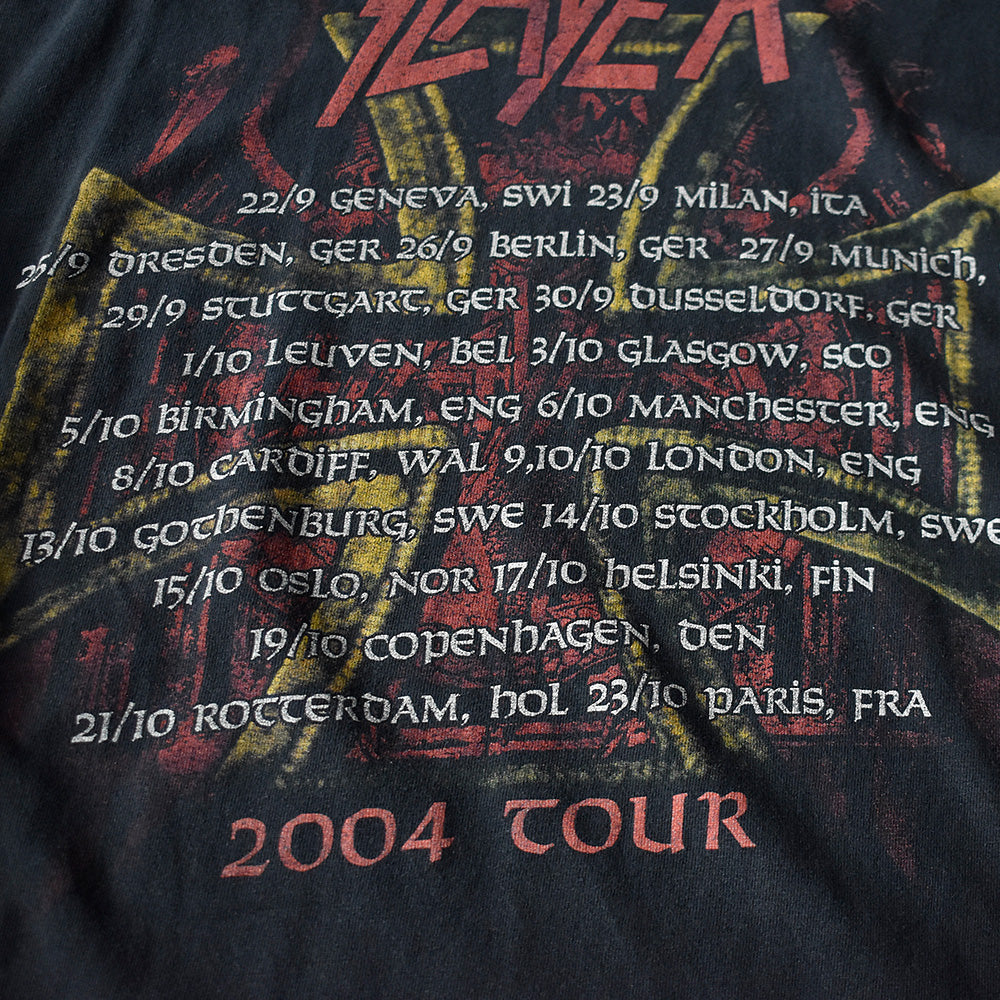 SLAYER
22/9 GENEVA, SWI 23/9 MILAN, ITA
25/9 DRESDEN, GER 26/9 BERLIN, GER 27/9 MUNICH,
29/9 STUTTGART, GER 30/9 DUSSELDORF, GER
1/10 LEUVEN, BEL 3/10 GLASGOW, SCO
5/10 BIRMINGHAM, ENG 6/10 MANCHESTER, ENG
8/10 CARDIFF, WAL 9,10/10 LONDON, ENG
13/10 GOTHENBURG, SWE 14/10 STOCKHOLM, SWE
15/10 OSLO, NOR 17/10 HELSINKI, FIN
19/10 COPENHAGEN, DEN
21/10 ROTTERDAM, HOL 23/10 PARIS, FRA
2004 TOUR